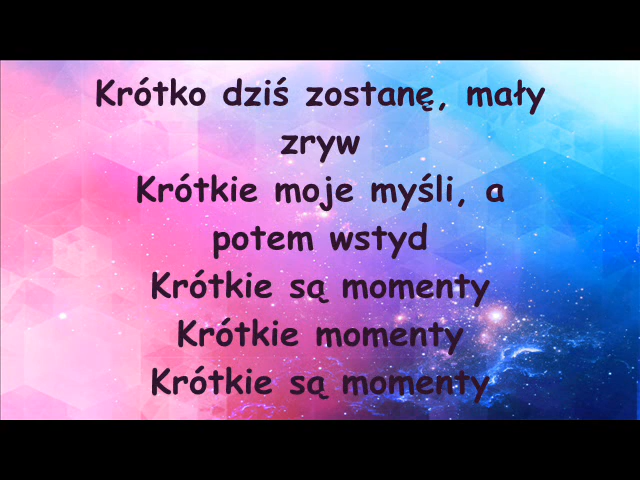 Krótko dziś zostanę, mały
zryw
Krótkie moje myśli, a
potem wstyd
Krótkie są momenty
Krótkie momenty
Krótkie są momenty